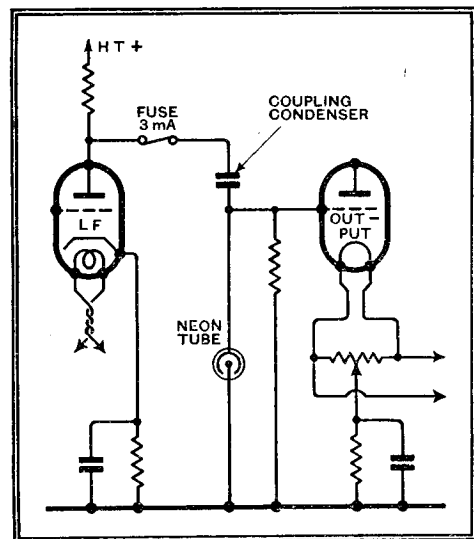 HT+
FUSE
3 mA
COUPLING
CONDENSER
LF
OUT-
PUT
NEON
TUBE